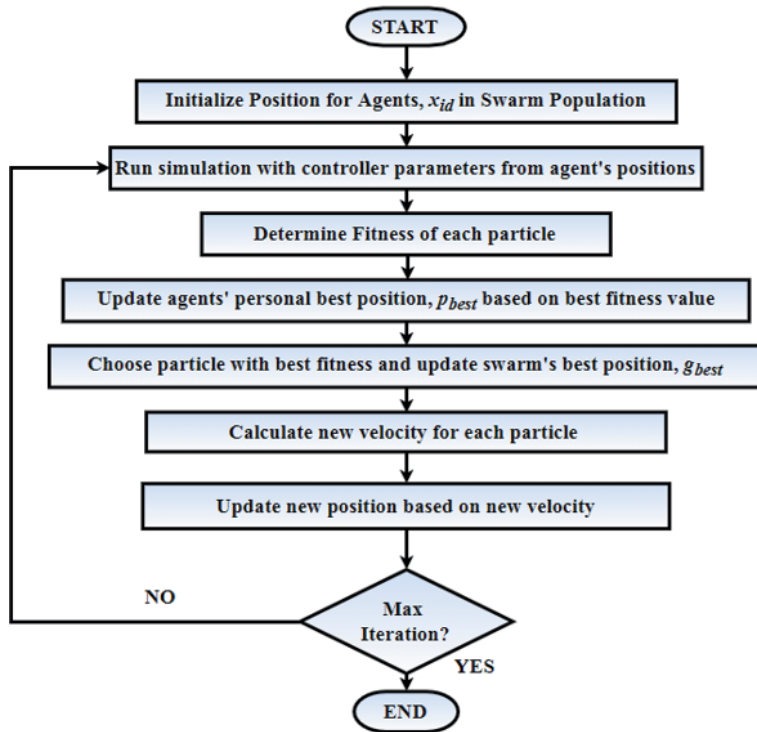 START
Initialize Position for Agents, x_id in Swarm Population
Run simulation with controller parameters from agent's positions
Determine Fitness of each particle
Update agents' personal best position, p_best based on best fitness value
Choose particle with best fitness and update swarm's best position, g_best
Calculate new velocity for each particle
Update new position based on new velocity
NO
Max
Iteration?
YES
END